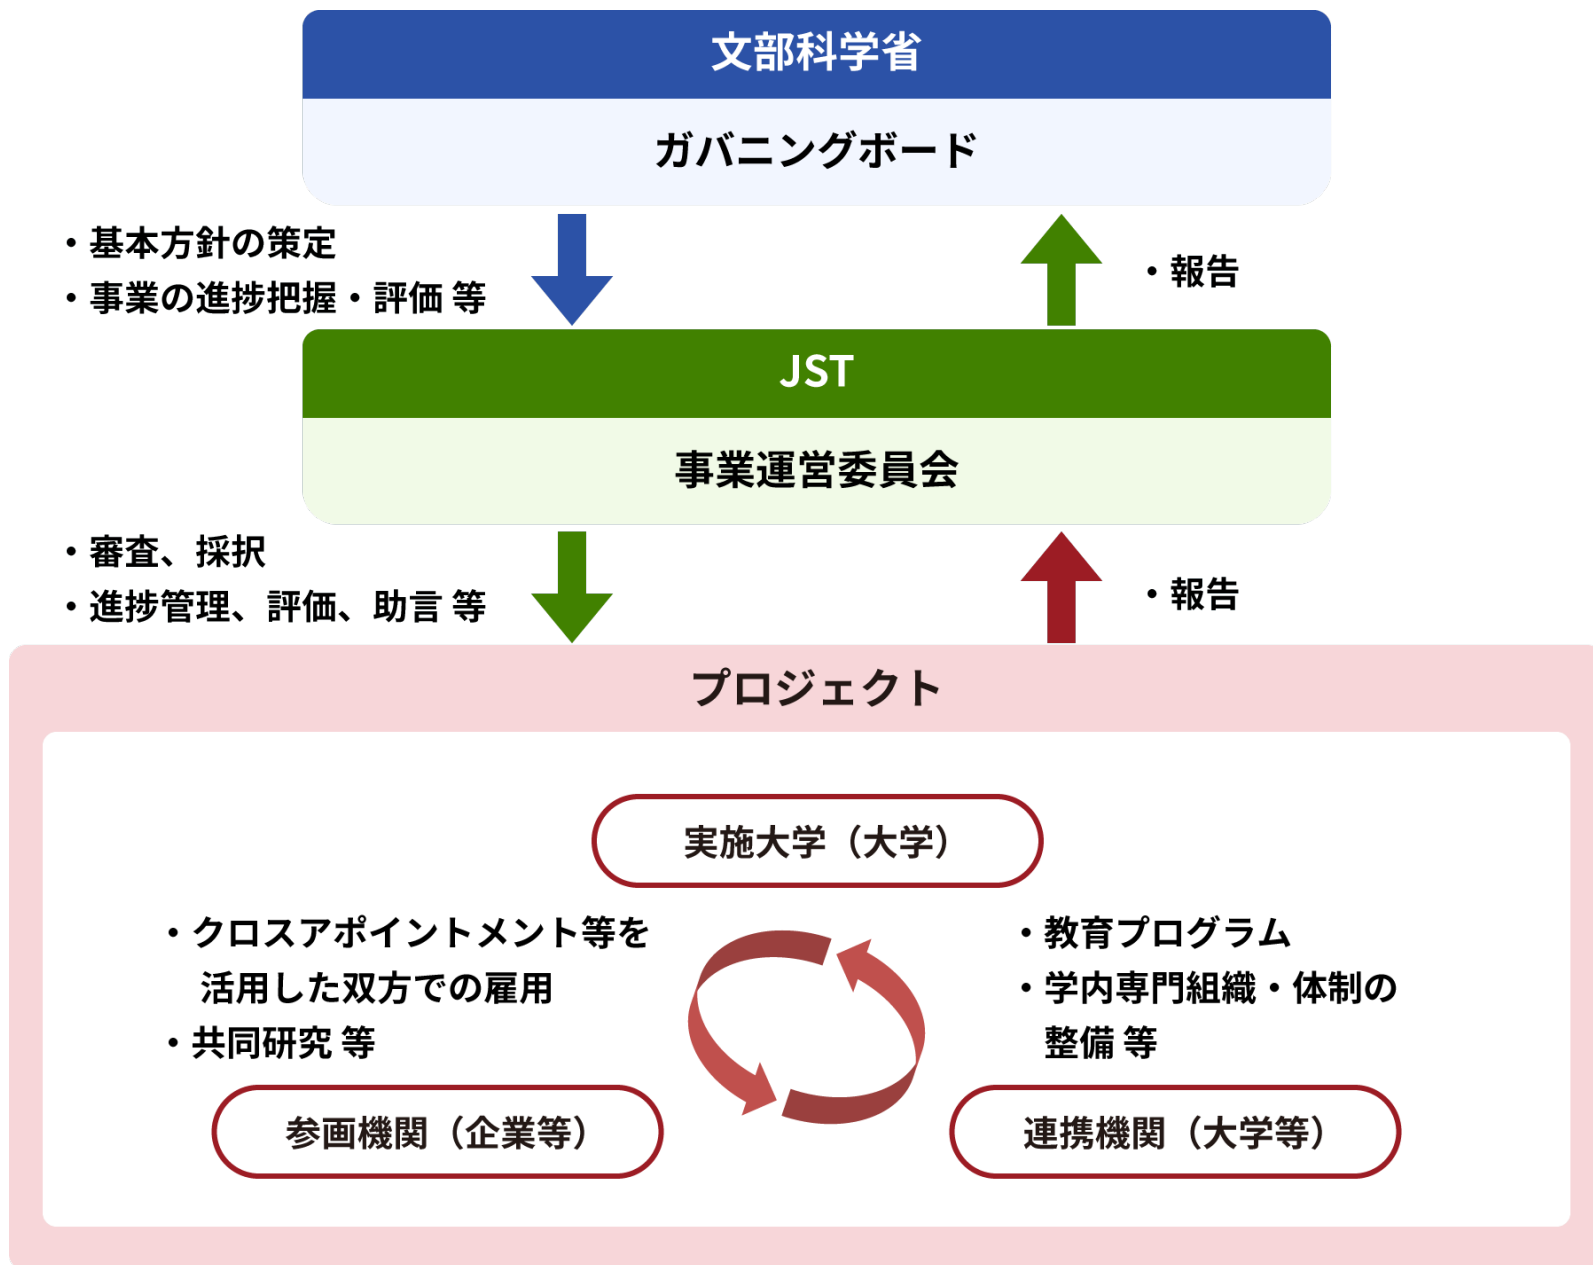 文部科学省
ガバニングボード
・基本方針の策定
・事業の進捗把握・評価 等
・報告
JST
事業運営委員会
・審査、採択
・進捗管理、評価、助言 等
・報告
プロジェクト
実施大学（大学）
・クロスアポイントメント等を
活用した双方での雇用
・共同研究 等
・教育プログラム
・学内専門組織・体制の
整備 等
参画機関（企業等）
連携機関（大学等）